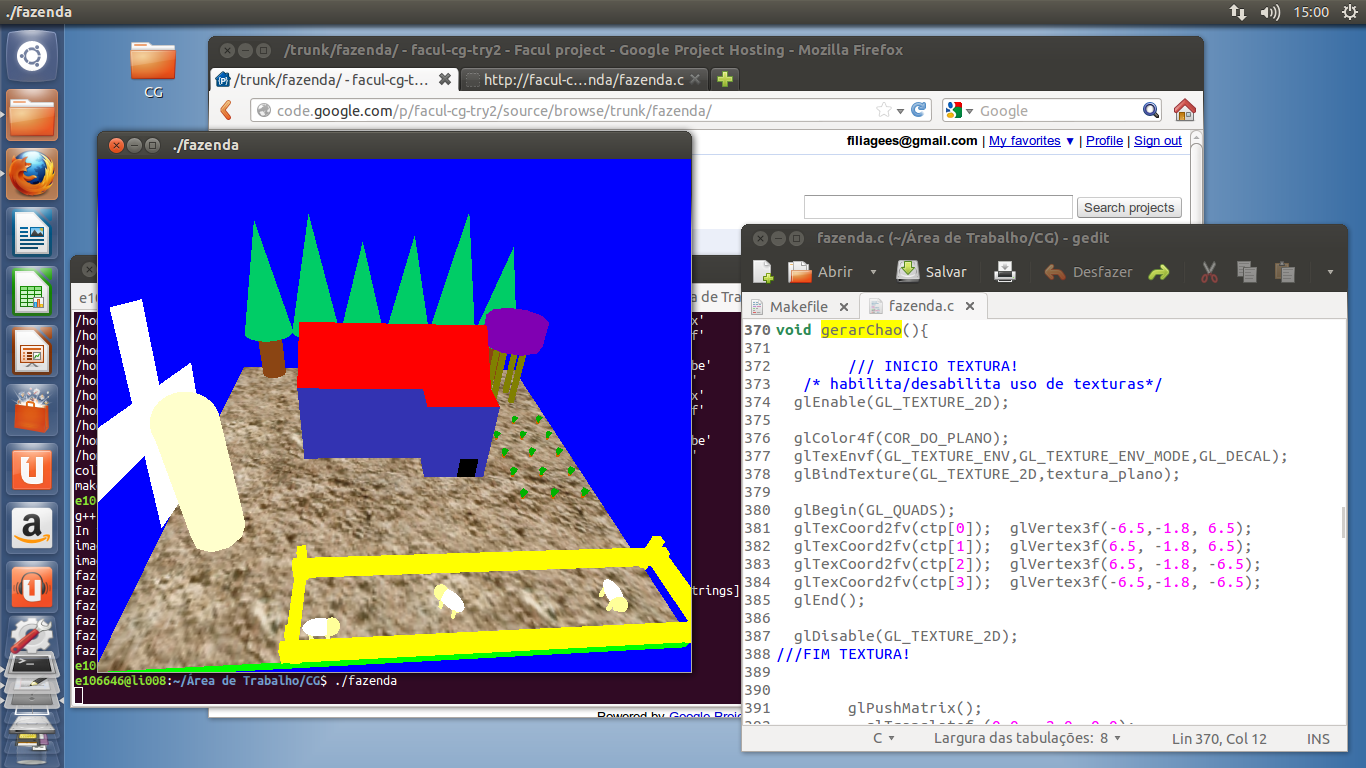 ./fazenda
15:00
CG
/trunk/fazenda/ - facul-cg-try2 - Facul project - Google Project Hosting - Mozilla Firefox
/trunk/fazenda/ - facul-cg-t...
http://facul-c...nda/fazenda.c
code.google.com/p/facul-cg-try2/source/browse/trunk/fazenda/
Google
fillagees@gmail.com | My favorites ▼ | Profile | Sign out
Search projects
./fazenda
fazenda.c (~/Área de Trabalho/CG) - gedit
Abrir
Salvar
Desfazer
Makefile
fazenda.c
370 void gerarChao(){
371
372 /// INICIO TEXTURA!
373 /* habilita/desabilita uso de texturas*/
374 glEnable(GL_TEXTURE_2D);
375
376 glColor4f(COR_DO_PLANO);
377 glTexEnvf(GL_TEXTURE_ENV,GL_TEXTURE_ENV_MODE,GL_DECAL);
378 glBindTexture(GL_TEXTURE_2D,textura_plano);
379
380 glBegin(GL_QUADS);
381 glTexCoord2fv(ctp[0]); glVertex3f(-6.5,-1.8, 6.5);
382 glTexCoord2fv(ctp[1]); glVertex3f(6.5, -1.8, 6.5);
383 glTexCoord2fv(ctp[2]); glVertex3f(6.5, -1.8, -6.5);
384 glTexCoord2fv(ctp[3]); glVertex3f(-6.5,-1.8, -6.5);
385 glEnd();
386
387 glDisable(GL_TEXTURE_2D);
388 ///FIM TEXTURA!
389
390
391 glPushMatrix();
C
Largura das tabulações: 8
Lin 370, Col 12
INS
e1
de Tra
/ho
/ho
/ho
/ho
be'
/ho
/ho
/ho
/ho
be'
/ho
col
mak
e10
g++
In
ima
ima
faz
faz
trings]
faz
faz
faz
faz
e10
e106646@li008:~/Área de Trabalho/CG$ ./fazenda
Powered by Google Proje